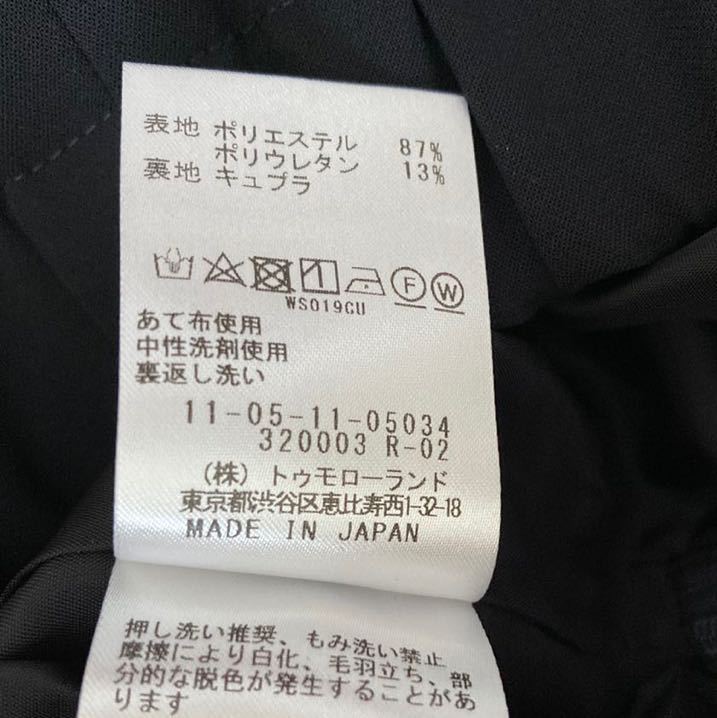 表地 ポリエステル 87%
ポリウレタン 13%
裏地 キュプラ
F W
WS019CU
あて布使用
中性洗剤使用
裏返し洗い
11-05-11-05034
320003 R-02
(株) トゥモローランド
東京都渋谷区恵比寿西1-32-18
MADE IN JAPAN
押し洗い推奨、もみ洗い禁止
摩擦により白化、毛羽立ち、部
分的な脱色が発生することがあ
ります